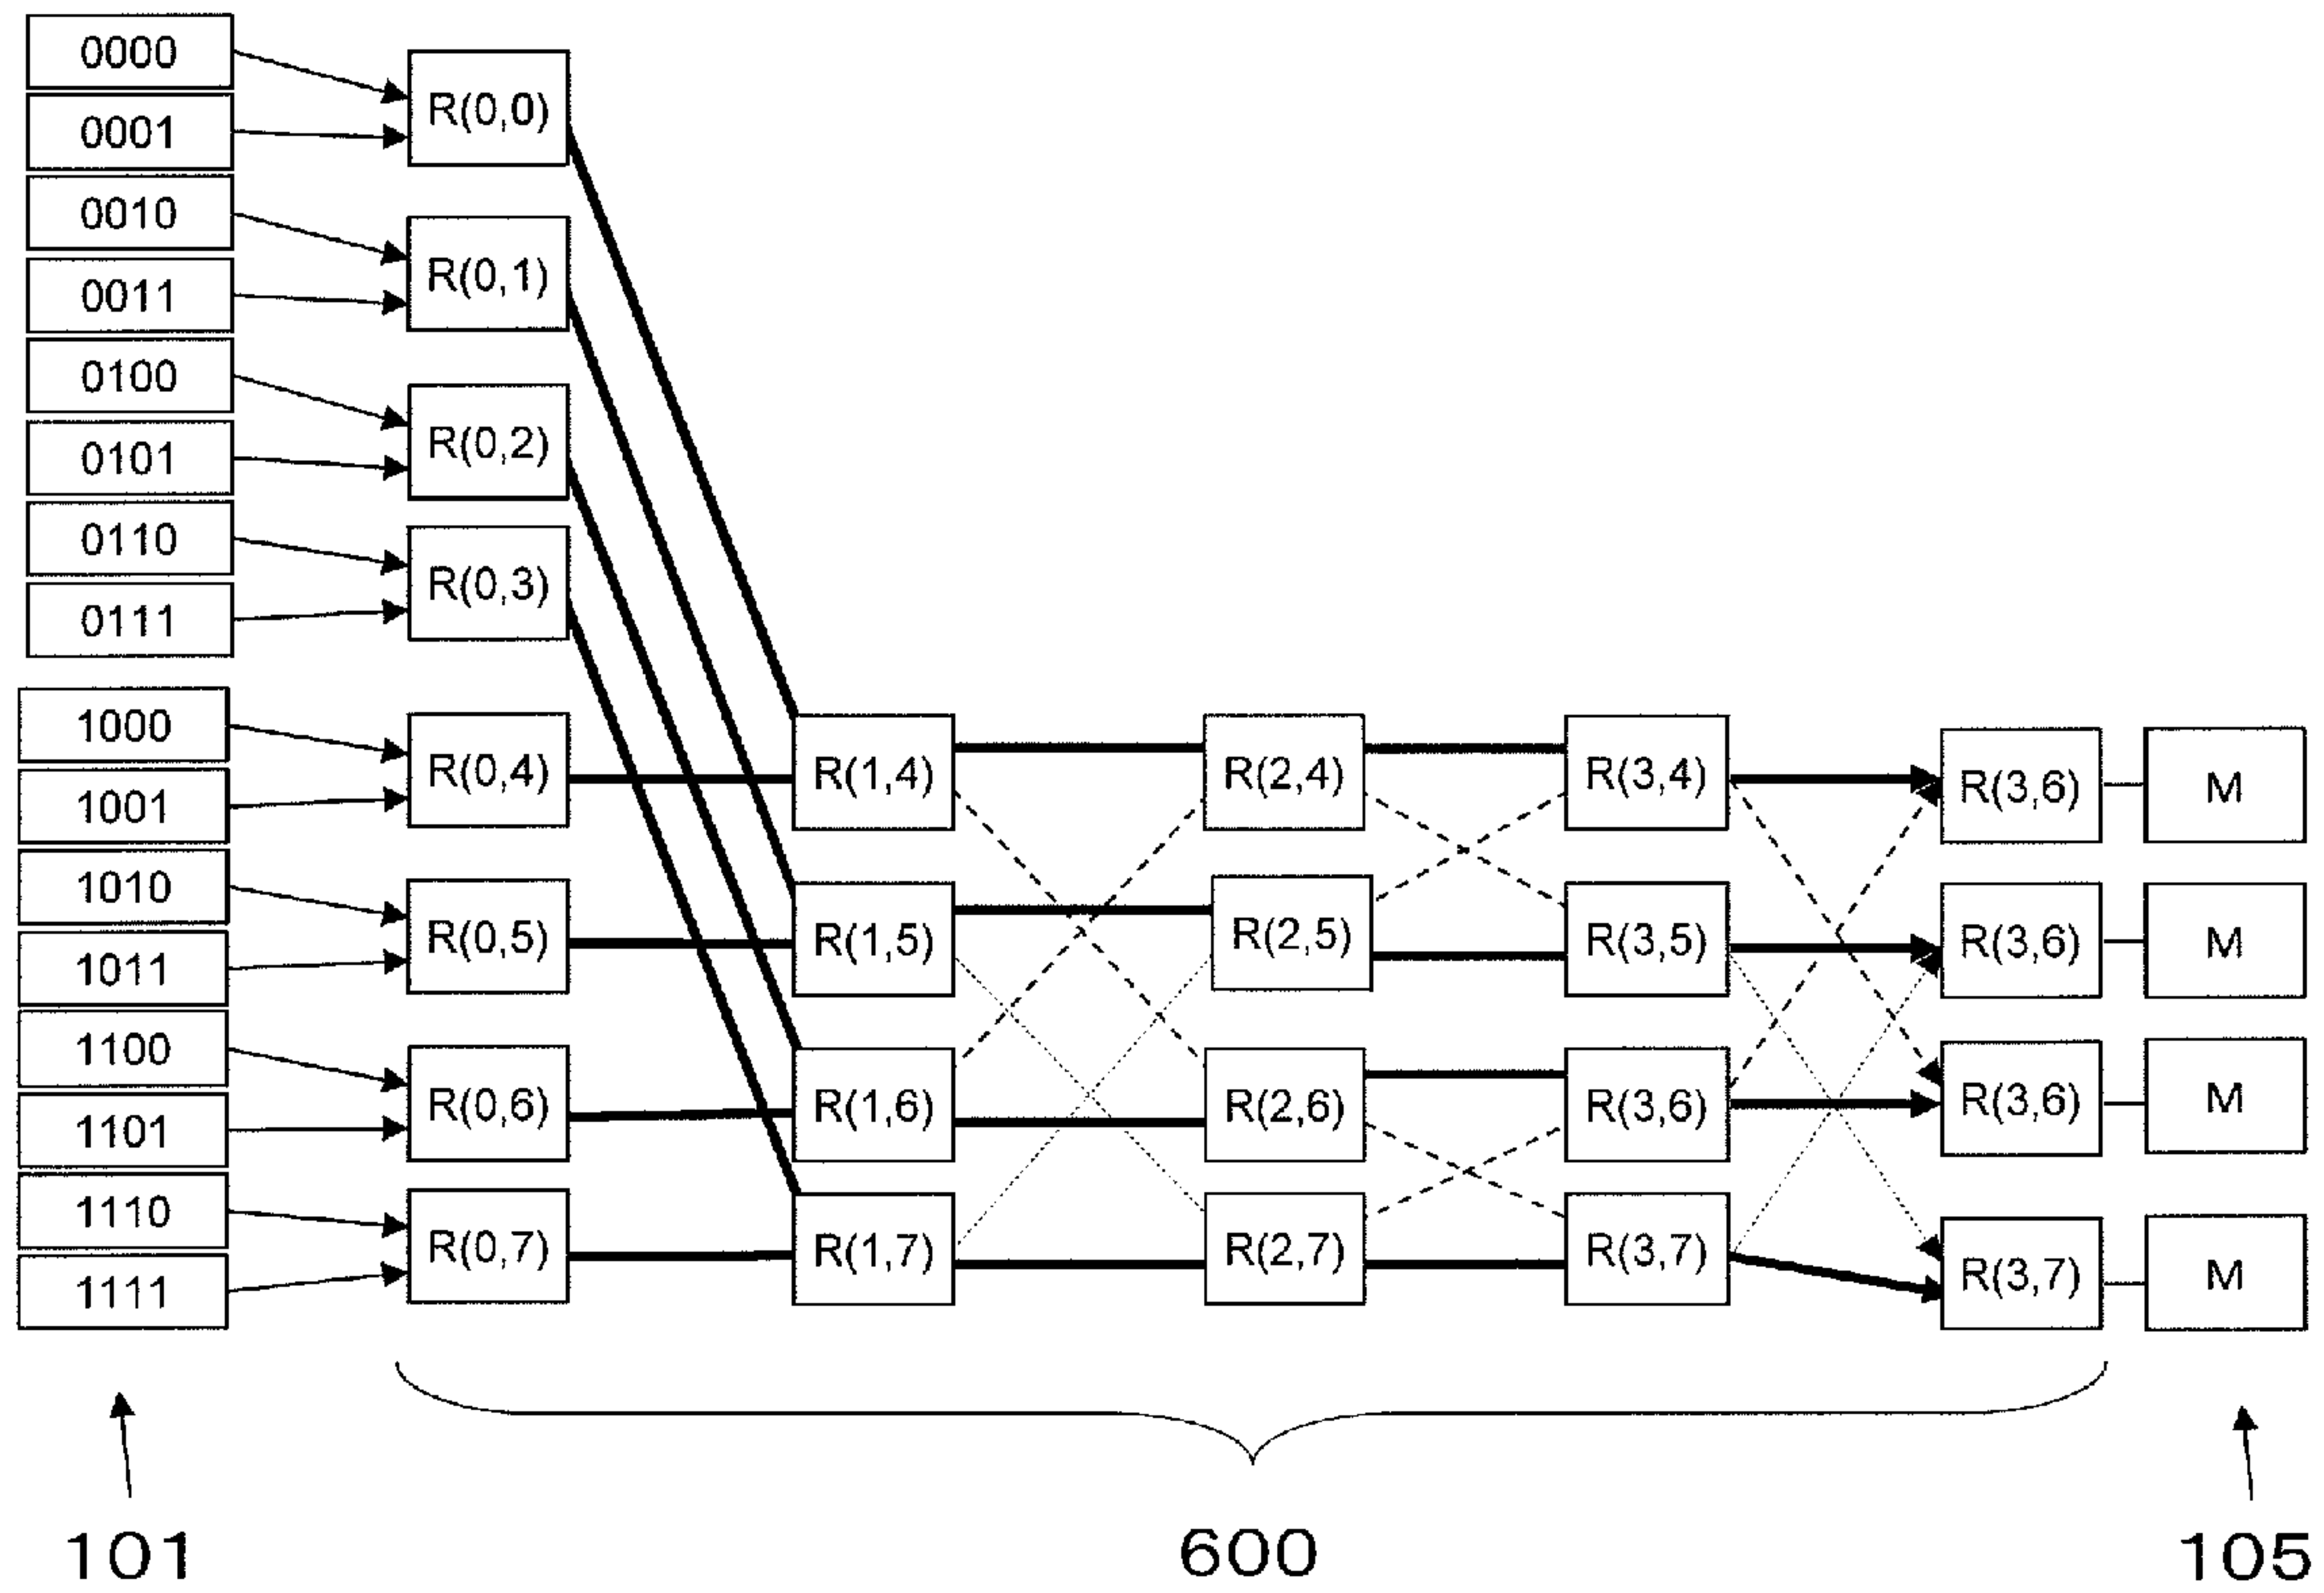 0000
0001
0010
0011
0100
0101
0110
0111
1000
1001
1010
1011
1100
1101
1110
1111
R(0,0)
R(0,1)
R(0,2)
R(0,3)
R(0,4)
R(0,5)
R(0,6)
R(0,7)
R(1,4)
R(1,5)
R(1,6)
R(1,7)
R(2,4)
R(2,5)
R(2,6)
R(2,7)
R(3,4)
R(3,5)
R(3,6)
R(3,7)
R(3,6)
R(3,6)
R(3,6)
R(3,7)
M
M
M
M
101
600
105